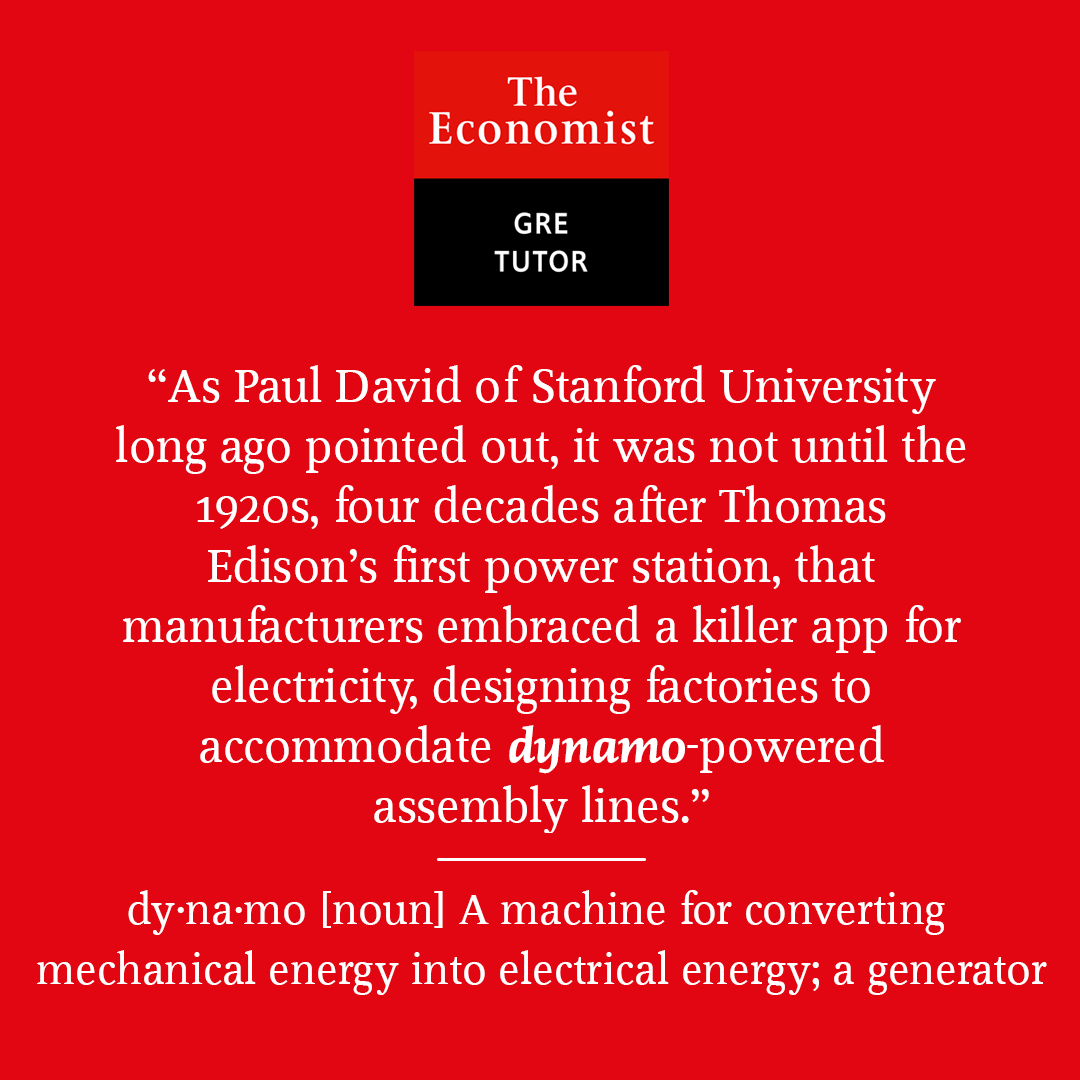 The
Economist
GRE
TUTOR
“As Paul David of Stanford University
long ago pointed out, it was not until the
1920s, four decades after Thomas
Edison’s first power station, that
manufacturers embraced a killer app for
electricity, designing factories to
accommodate dynamo-powered
assembly lines.”
dy·na·mo [noun] A machine for converting
mechanical energy into electrical energy; a generator